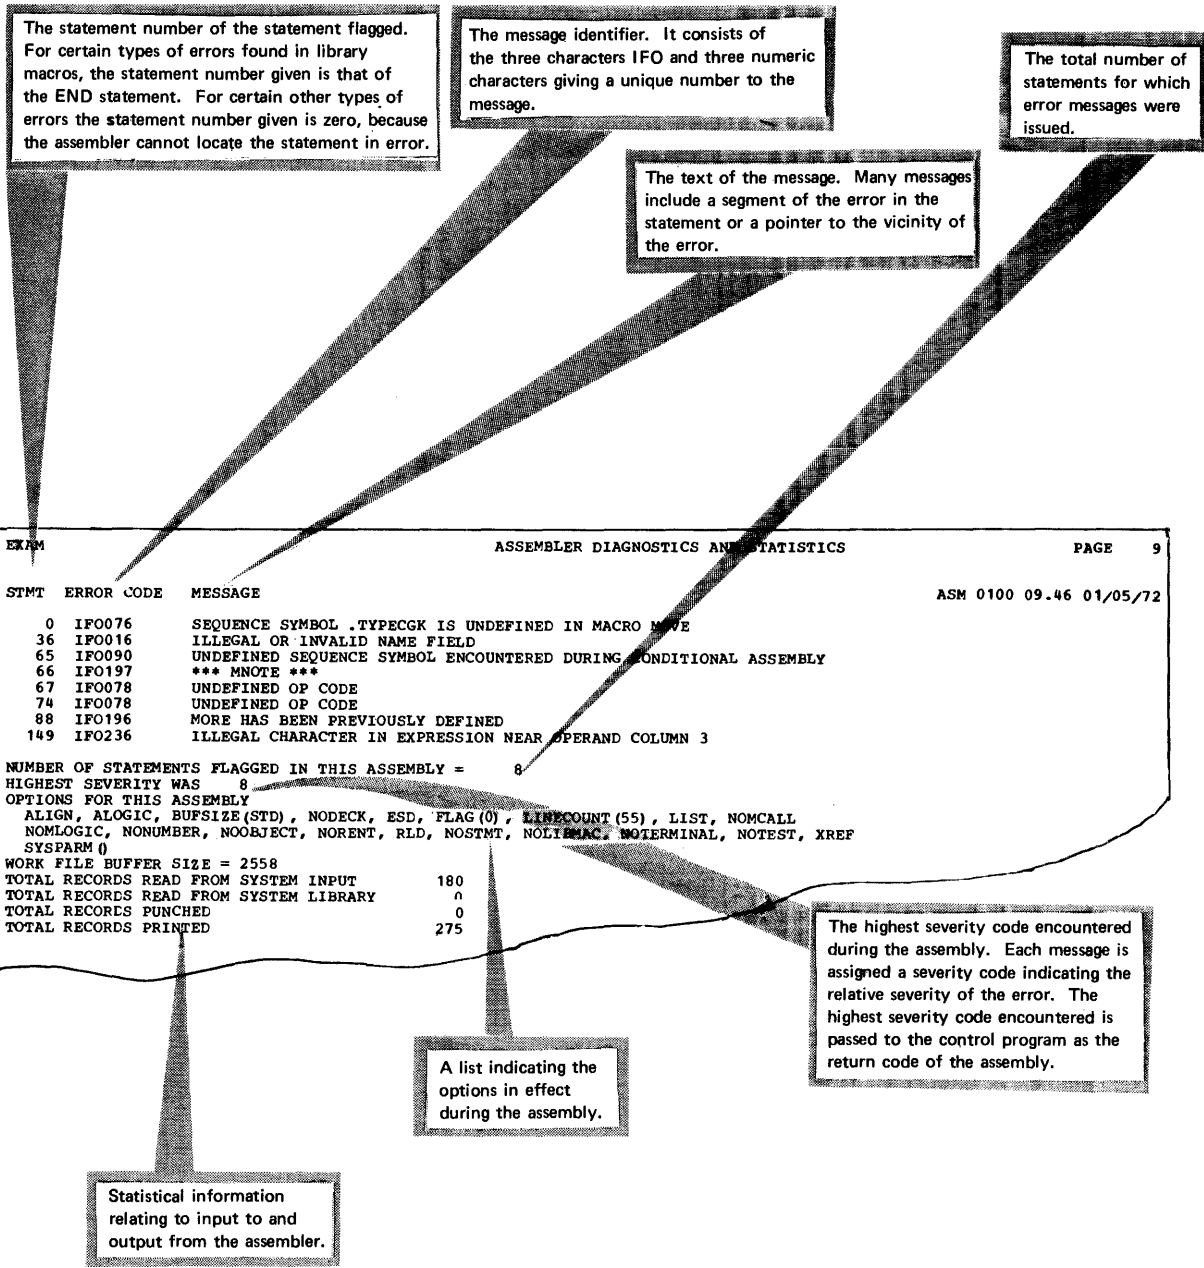 The statement number of the statement flagged.
For certain types of errors found in library
macros, the statement number given is that of
the END statement. For certain other types of
errors the statement number given is zero, because
the assembler cannot locate the statement in error.
The message identifier. It consists of
the three characters IFO and three numeric
characters giving a unique number to the
message.
The total number of
statements for which
error messages were
issued.
The text of the message. Many messages
include a segment of the error in the
statement or a pointer to the vicinity of
the error.
EXAM ASSEMBLER DIAGNOSTICS AND STATISTICS PAGE 9
STMT ERROR CODE MESSAGE ASM 0100 09.46 01/05/72
0 IFO076 SEQUENCE SYMBOL .TYPECGK IS UNDEFINED IN MACRO MOVE
36 IFO016 ILLEGAL OR INVALID NAME FIELD
65 IFO090 UNDEFINED SEQUENCE SYMBOL ENCOUNTERED DURING CONDITIONAL ASSEMBLY
66 IFO197 *** MNOTE ***
67 IFO078 UNDEFINED OP CODE
74 IFO078 UNDEFINED OP CODE
88 IFO196 MORE HAS BEEN PREVIOUSLY DEFINED
149 IFO236 ILLEGAL CHARACTER IN EXPRESSION NEAR OPERAND COLUMN 3
NUMBER OF STATEMENTS FLAGGED IN THIS ASSEMBLY = 8
HIGHEST SEVERITY WAS 8
OPTIONS FOR THIS ASSEMBLY
ALIGN, ALOGIC, BUFSIZE(STD), NODECK, ESD, FLAG(0), LINECOUNT(55), LIST, NOMCALL
NOMLOGIC, NONUMBER, NOOBJECT, NORENT, RLD, NOSTMT, NOLIBMAC, NOTERMINAL, NOTEST, XREF
SYSPARM()
WORK FILE BUFFER SIZE = 2558
TOTAL RECORDS READ FROM SYSTEM INPUT 180
TOTAL RECORDS READ FROM SYSTEM LIBRARY 0
TOTAL RECORDS PUNCHED 0
TOTAL RECORDS PRINTED 275
The highest severity code encountered
during the assembly. Each message is
assigned a severity code indicating the
relative severity of the error. The
highest severity code encountered is
passed to the control program as the
return code of the assembly.
A list indicating the
options in effect
during the assembly.
Statistical information
relating to input to and
output from the assembler.